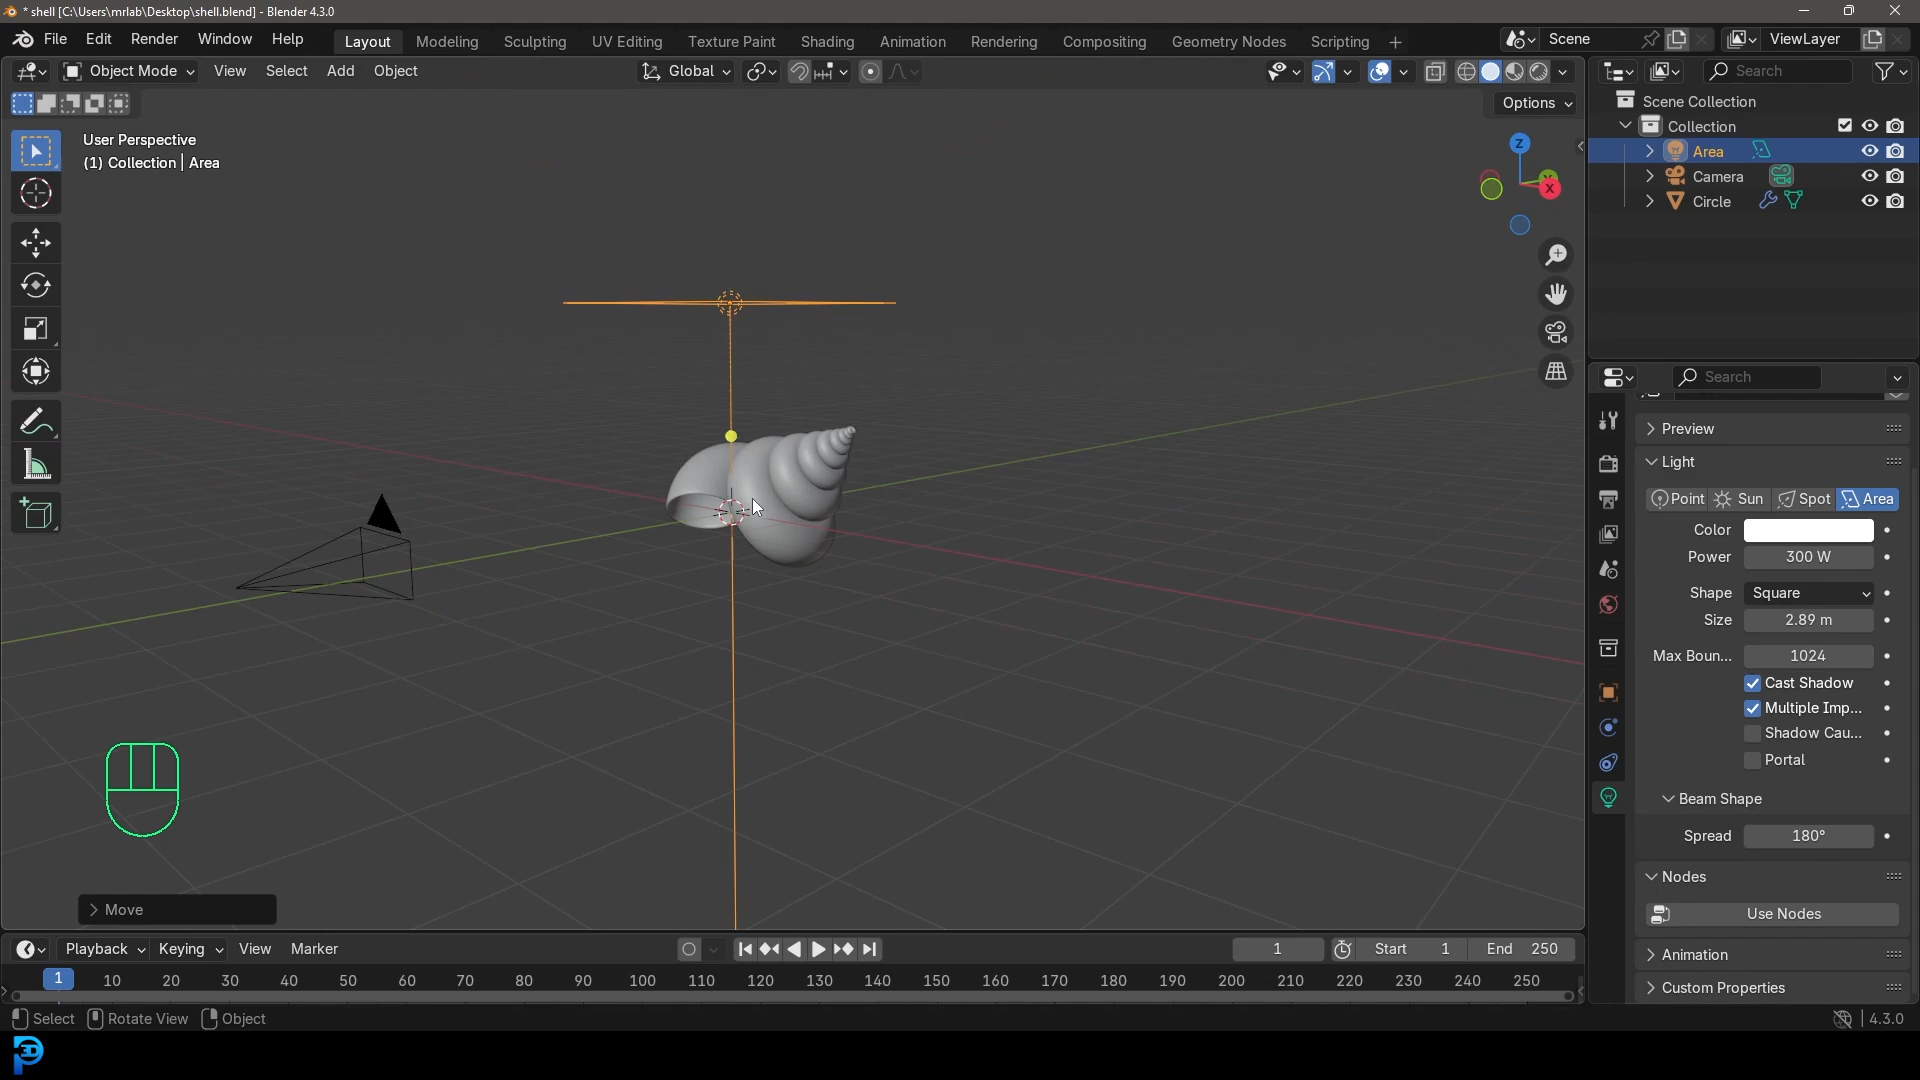 * shell [C:\Users\mrlab\Desktop\shell.blend] - Blender 4.3.0
File Edit Render Window Help Layout Modeling Sculpting UV Editing Texture Paint Shading Animation Rendering Compositing Geometry Nodes Scripting + Scene ViewLayer
Object Mode View Select Add Object Global Search
Options
User Perspective
(1) Collection | Area
Z
Y
X
Scene Collection
Collection
Area
Camera
Circle
Search
Preview
Light
Point Sun Spot Area
Color
Power 300 W
Shape Square
Size 2.89 m
Max Boun... 1024
Cast Shadow
Multiple Imp...
Shadow Cau...
Portal
Beam Shape
Spread 180°
Nodes
Use Nodes
Animation
Custom Properties
Move
Playback Keying View Marker 1 Start 1 End 250
1 10 20 30 40 50 60 70 80 90 100 110 120 130 140 150 160 170 180 190 200 210 220 230 240 250
Select Rotate View Object 4.3.0
3D